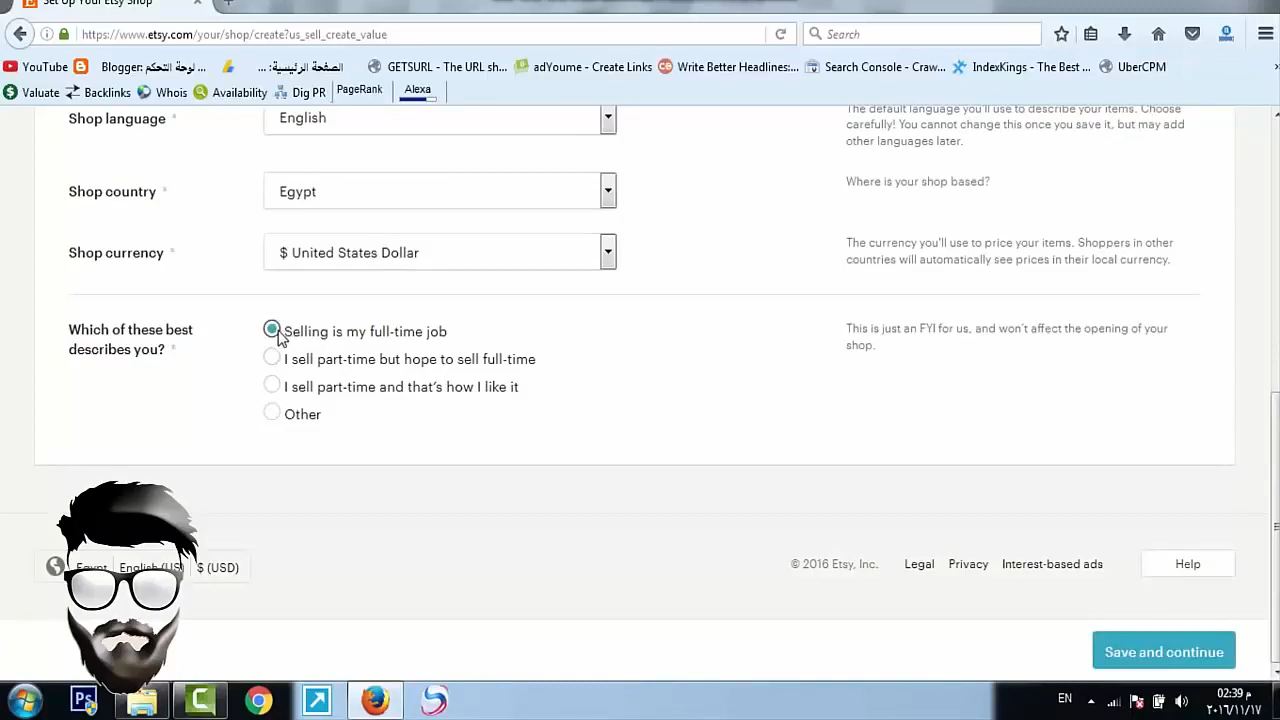 Set Up Your Etsy Shop
https://www.etsy.com/your/shop/create?us_sell_create_value
Search
YouTube
Blogger: لوحة التحكم ...
الصفحة الرئيسية: ...
GETSURL - The URL sh...
adYoume - Create Links
Write Better Headlines:...
Search Console - Craw...
IndexKings - The Best ...
UberCPM
Valuate
Backlinks
Whois
Availability
Dig PR
PageRank
Alexa
Shop language *
English
The default language you'll use to describe your items. Choose
carefully! You cannot change this once you save it, but may add
other languages later.
Shop country *
Egypt
Where is your shop based?
Shop currency *
$ United States Dollar
The currency you'll use to price your items. Shoppers in other
countries will automatically see prices in their local currency.
Which of these best
describes you? *
Selling is my full-time job
I sell part-time but hope to sell full-time
I sell part-time and that's how I like it
Other
This is just an FYI for us, and won't affect the opening of your
shop.
Egypt
English (US)
$ (USD)
© 2016 Etsy, Inc.
Legal
Privacy
Interest-based ads
Help
Save and continue
Ps
EN
02:39 م
٢٠١٦/١١/١٧